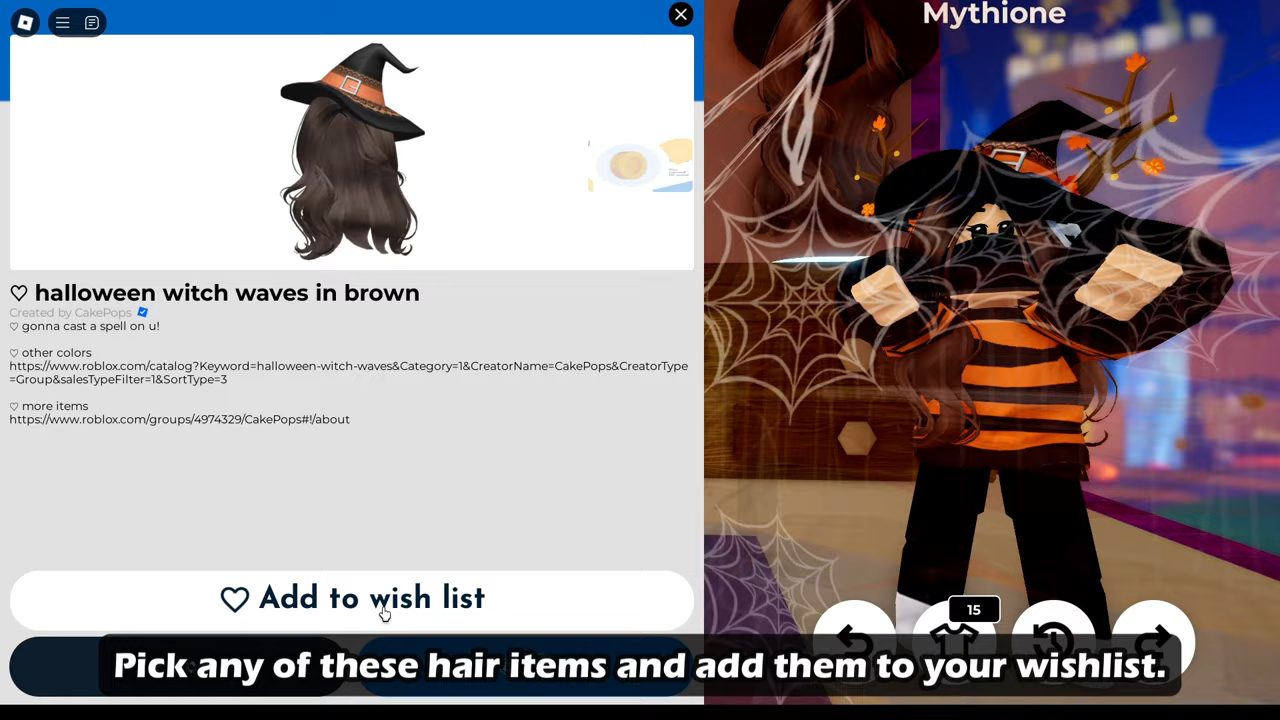 Mythione
♡ halloween witch waves in brown
Created by CakePops
♡ gonna cast a spell on u!
♡ other colors
https://www.roblox.com/catalog?Keyword=halloween-witch-waves&Category=1&CreatorName=CakePops&CreatorType
=Group&salesTypeFilter=1&SortType=3
♡ more items
https://www.roblox.com/groups/4974329/CakePops#!/about
Add to wish list
15
Pick any of these hair items and add them to your wishlist.